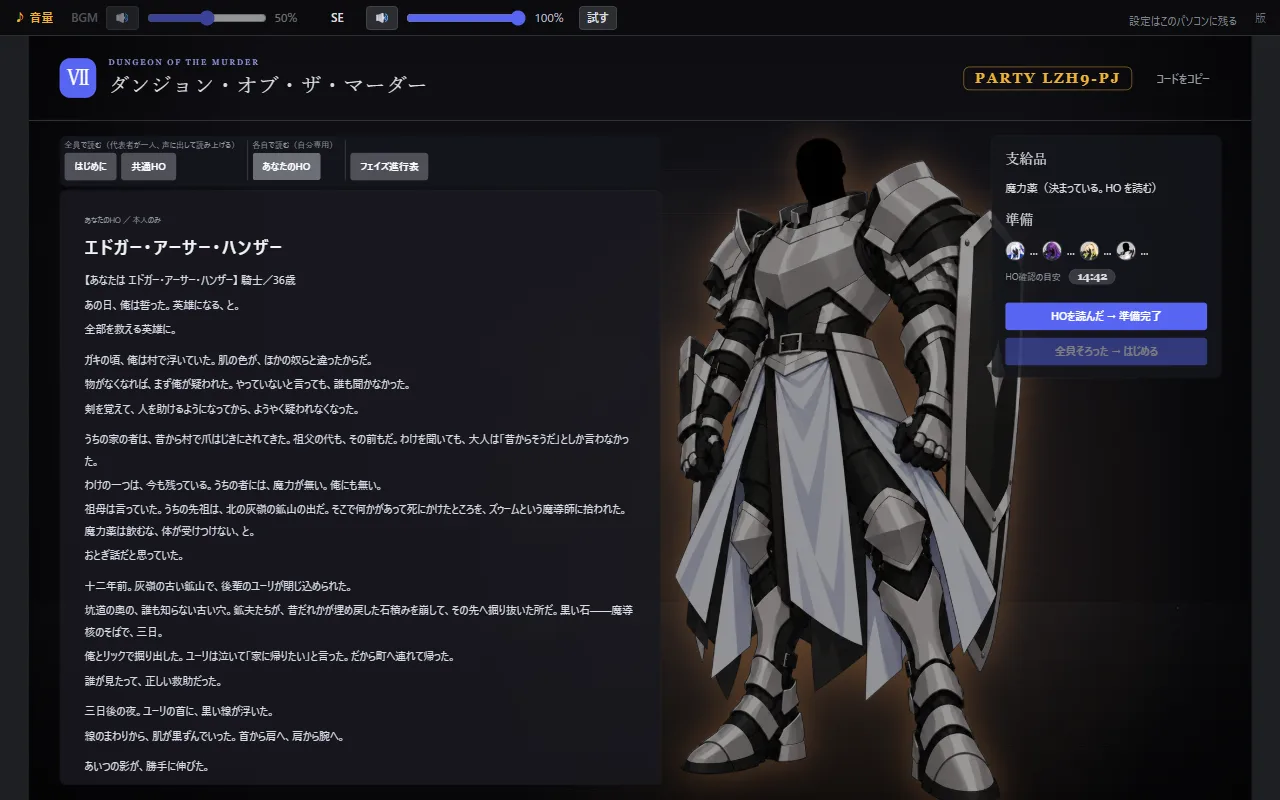 ♪ 音量 BGM 50% SE 100% 試す 設定はこのパソコンに残る 版
VII
DUNGEON OF THE MURDER
ダンジョン・オブ・ザ・マーダー
PARTY LZH9-PJ コードをコピー
全員で読む（代表者が一人、声に出して読み上げる） 各自で読む（自分専用）
はじめに 共通HO あなたのHO フェイズ進行表
あなたのHO ／ 本人のみ
エドガー・アーサー・ハンザー
【あなたは エドガー・アーサー・ハンザー】 騎士／36歳
あの日、俺は誓った。英雄になる、と。
全部を救える英雄に。
ガキの頃、俺は村で浮いていた。肌の色が、ほかの奴らと違ったからだ。
物がなくなれば、まず俺が疑われた。やっていないと言っても、誰も聞かなかった。
剣を覚えて、人を助けるようになってから、ようやく疑われなくなった。
うちの家の者は、昔から村で爪はじきにされてきた。祖父の代も、その前もだ。わけを聞いても、大人は「昔からそうだ」としか言わなかっ
た。
わけの一つは、今も残っている。うちの者には、魔力が無い。俺にも無い。
祖母は言っていた。うちの先祖は、北の灰嶺の鉱山の出だ。そこで何かがあって死にかけたところを、ズゥームという魔導師に拾われた。
魔力薬は飲むな、体が受けつけない、と。
おとぎ話だと思っていた。
十二年前。灰嶺の古い鉱山で、後輩のユーリが閉じ込められた。
坑道の奥の、誰も知らない古い穴。鉱夫たちが、昔だれかが埋め戻した石積みを崩して、その先へ掘り抜いた所だ。黒い石――魔導
核のそばで、三日。
俺とリックで掘り出した。ユーリは泣いて「家に帰りたい」と言った。だから町へ連れて帰った。
誰が見たって、正しい救助だった。
三日後の夜。ユーリの首に、黒い線が浮いた。
線のまわりから、肌が黒ずんでいった。首から肩へ、肩から腕へ。
あいつの影が、勝手に伸びた。
支給品
魔力薬（決まっている。HO を読む）
準備
… … … …
HO確認の目安 14:42
HOを読んだ → 準備完了
全員そろった → はじめる